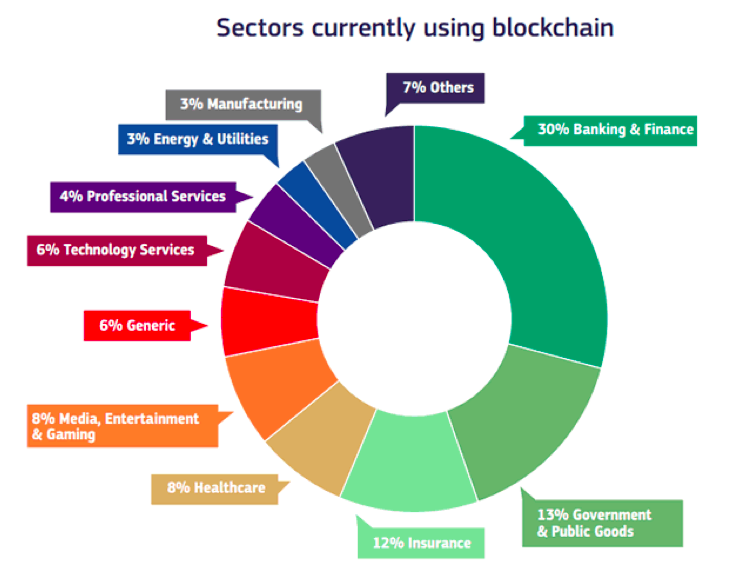 Sectors currently using blockchain
7% Others
3% Manufacturing
30% Banking & Finance
3% Energy & Utilities
4% Professional Services
6% Technology Services
6% Generic
8% Media, Entertainment
& Gaming
8% Healthcare
13% Government
& Public Goods
12% Insurance